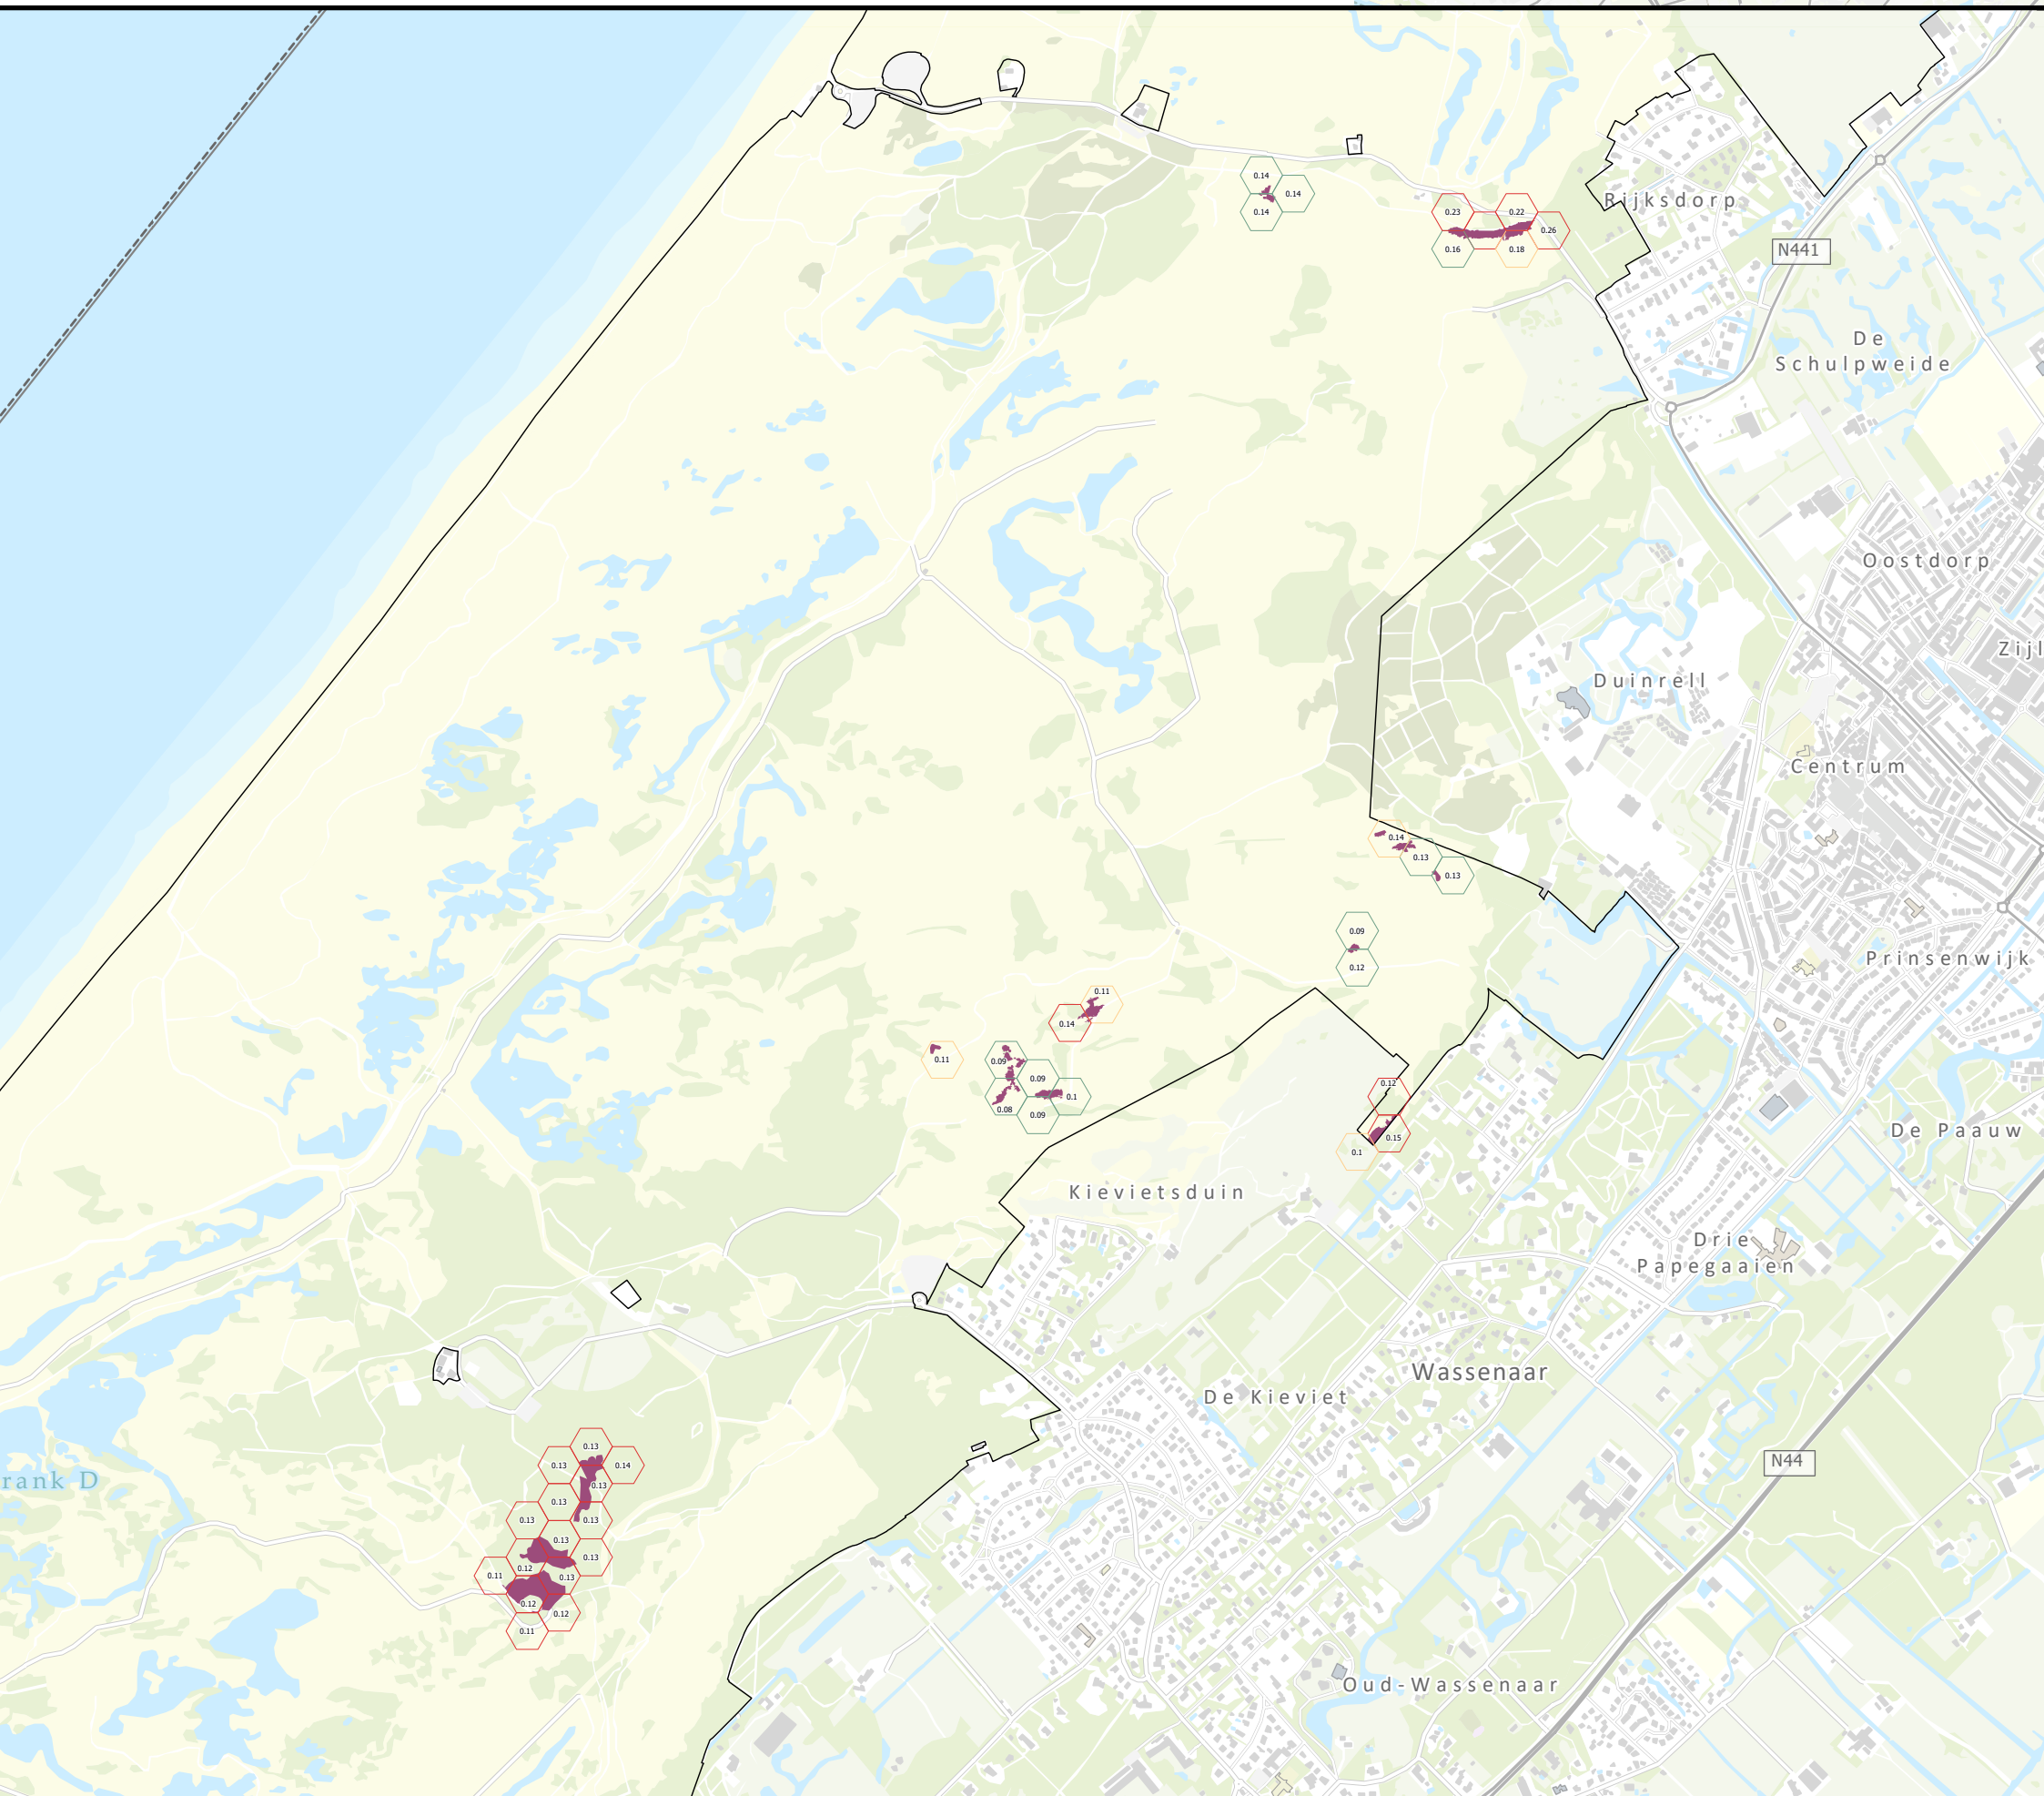 0.14
0.14
0.14
Rijksdorp
0.23
0.22
0.26
0.16
0.18
N441
De
Schulpweide
Oostdorp
Zijl
Duinrell
Centrum
0.14
0.13
0.13
0.09
0.12
Prinsenwijk
0.11
0.14
0.11
0.09
0.09
0.1
0.08
0.09
0.12
0.15
0.1
De Paauw
Kievietsduin
Drie
Papegaaien
Wassenaar
De Kieviet
N44
rank D
0.13
0.13
0.14
0.13
0.13
0.13
0.13
0.13
0.13
0.12
0.11
0.13
0.12
0.12
0.11
Oud-Wassenaar